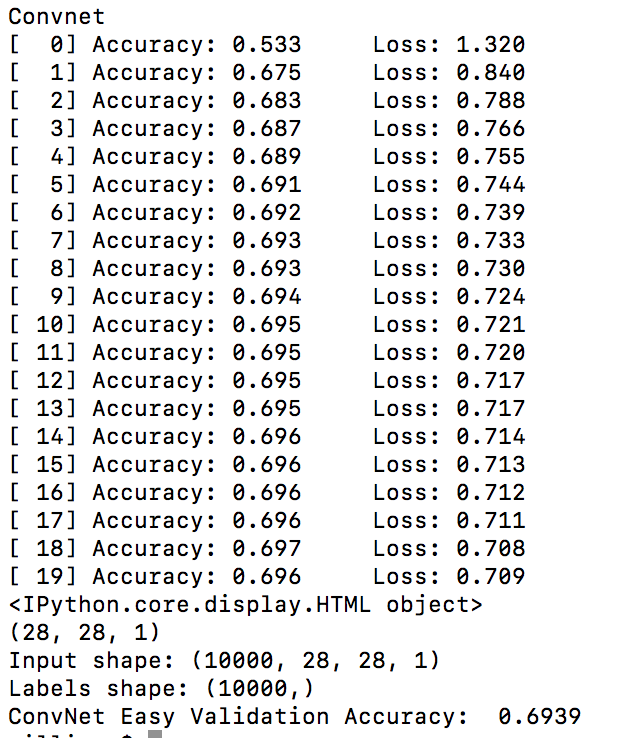 Convnet
[  0] Accuracy: 0.533     Loss: 1.320
[  1] Accuracy: 0.675     Loss: 0.840
[  2] Accuracy: 0.683     Loss: 0.788
[  3] Accuracy: 0.687     Loss: 0.766
[  4] Accuracy: 0.689     Loss: 0.755
[  5] Accuracy: 0.691     Loss: 0.744
[  6] Accuracy: 0.692     Loss: 0.739
[  7] Accuracy: 0.693     Loss: 0.733
[  8] Accuracy: 0.693     Loss: 0.730
[  9] Accuracy: 0.694     Loss: 0.724
[ 10] Accuracy: 0.695     Loss: 0.721
[ 11] Accuracy: 0.695     Loss: 0.720
[ 12] Accuracy: 0.695     Loss: 0.717
[ 13] Accuracy: 0.695     Loss: 0.717
[ 14] Accuracy: 0.696     Loss: 0.714
[ 15] Accuracy: 0.696     Loss: 0.713
[ 16] Accuracy: 0.696     Loss: 0.712
[ 17] Accuracy: 0.696     Loss: 0.711
[ 18] Accuracy: 0.697     Loss: 0.708
[ 19] Accuracy: 0.696     Loss: 0.709
<IPython.core.display.HTML object>
(28, 28, 1)
Input shape: (10000, 28, 28, 1)
Labels shape: (10000,)
ConvNet Easy Validation Accuracy:  0.6939